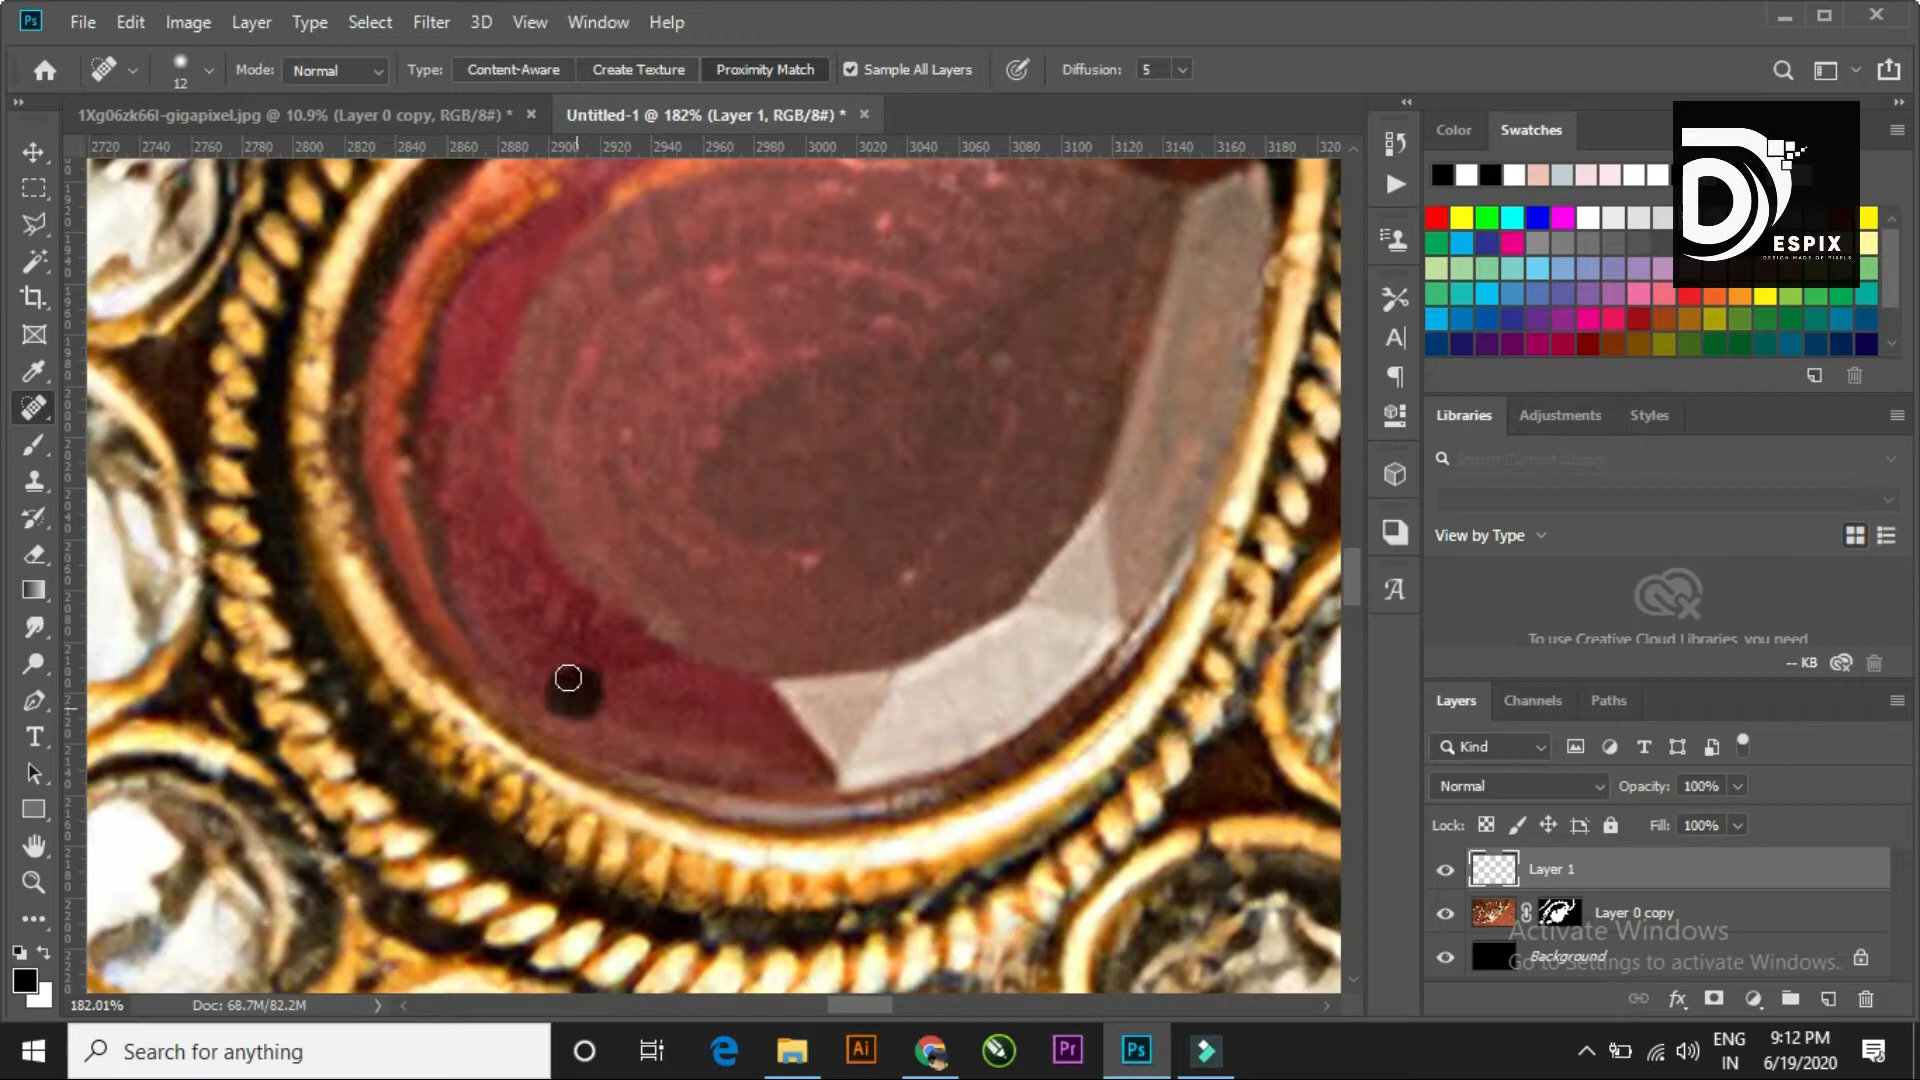 Ps File Edit Image Layer Type Select Filter 3D View Window Help
12 Mode: Normal Type: Content-Aware Create Texture Proximity Match Sample All Layers Diffusion: 5
1Xg06zk66l-gigapixel.jpg @ 10.9% (Layer 0 copy, RGB/8#) * × Untitled-1 @ 182% (Layer 1, RGB/8#) * ×
2720 2740 2760 2780 2800 2820 2840 2860 2880 2900 2920 2940 2960 2980 3000 3020 3040 3060 3080 3100 3120 3140 3160 3180 320
Color Swatches
D
ESPIX
DESIGN MADE OF PIXELS
Libraries Adjustments Styles
Search Current Library
View by Type
To use Creative Cloud Libraries, you need
-- KB
Layers Channels Paths
Kind
Normal Opacity: 100%
Lock: Fill: 100%
Layer 1
Layer 0 copy
Background
Activate Windows
Go to Settings to activate Windows.
182.01% Doc: 68.7M/82.2M
Search for anything
Ai Pr Ps
ENG
IN
9:12 PM
6/19/2020